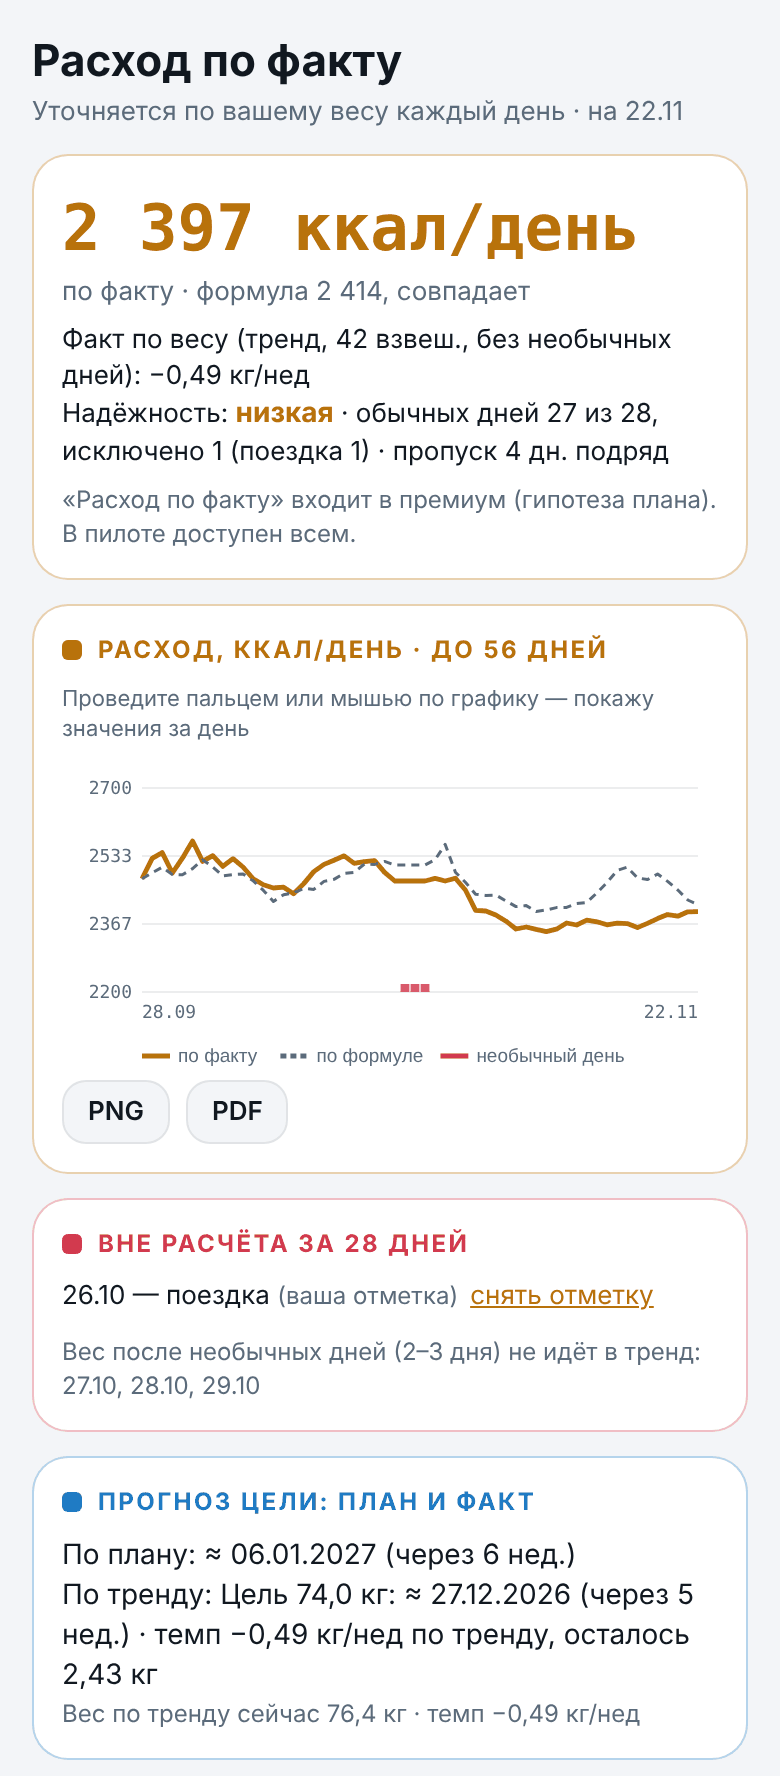 Расход по факту
Уточняется по вашему весу каждый день · на 22.11
2 397 ккал/день
по факту · формула 2 414, совпадает
Факт по весу (тренд, 42 взвеш., без необычных
дней): −0,49 кг/нед
Надёжность: низкая · обычных дней 27 из 28,
исключено 1 (поездка 1) · пропуск 4 дн. подряд
«Расход по факту» входит в премиум (гипотеза плана).
В пилоте доступен всем.
РАСХОД, ККАЛ/ДЕНЬ · ДО 56 ДНЕЙ
Проведите пальцем или мышью по графику — покажу
значения за день
2700
2533
2367
2200
28.09 22.11
по факту по формуле необычный день
PNG PDF
ВНЕ РАСЧЁТА ЗА 28 ДНЕЙ
26.10 — поездка (ваша отметка) снять отметку
Вес после необычных дней (2–3 дня) не идёт в тренд:
27.10, 28.10, 29.10
ПРОГНОЗ ЦЕЛИ: ПЛАН И ФАКТ
По плану: ≈ 06.01.2027 (через 6 нед.)
По тренду: Цель 74,0 кг: ≈ 27.12.2026 (через 5
нед.) · темп −0,49 кг/нед по тренду, осталось
2,43 кг
Вес по тренду сейчас 76,4 кг · темп −0,49 кг/нед